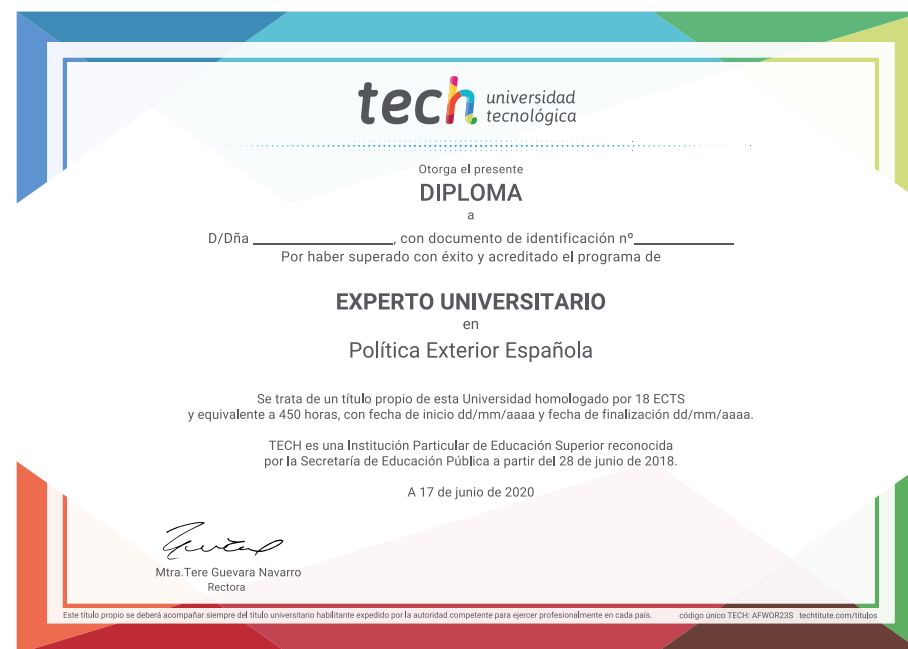 tech universidad
tecnológica
Otorga el presente
DIPLOMA
a
D/Dña ______________, con documento de identificación nº__________
Por haber superado con éxito y acreditado el programa de
EXPERTO UNIVERSITARIO
en
Política Exterior Española
Se trata de un título propio de esta Universidad homologado por 18 ECTS
y equivalente a 450 horas, con fecha de inicio dd/mm/aaaa y fecha de finalización dd/mm/aaaa.
TECH es una Institución Particular de Educación Superior reconocida
por la Secretaría de Educación Pública a partir del 28 de junio de 2018.
A 17 de junio de 2020
Mtra.Tere Guevara Navarro
Rectora
Este título propio se deberá acompañar siempre del título universitario habilitante expedido por la autoridad competente para ejercer profesionalmente en cada país. código único TECH: AFWOR23S techtitute.com/titulos